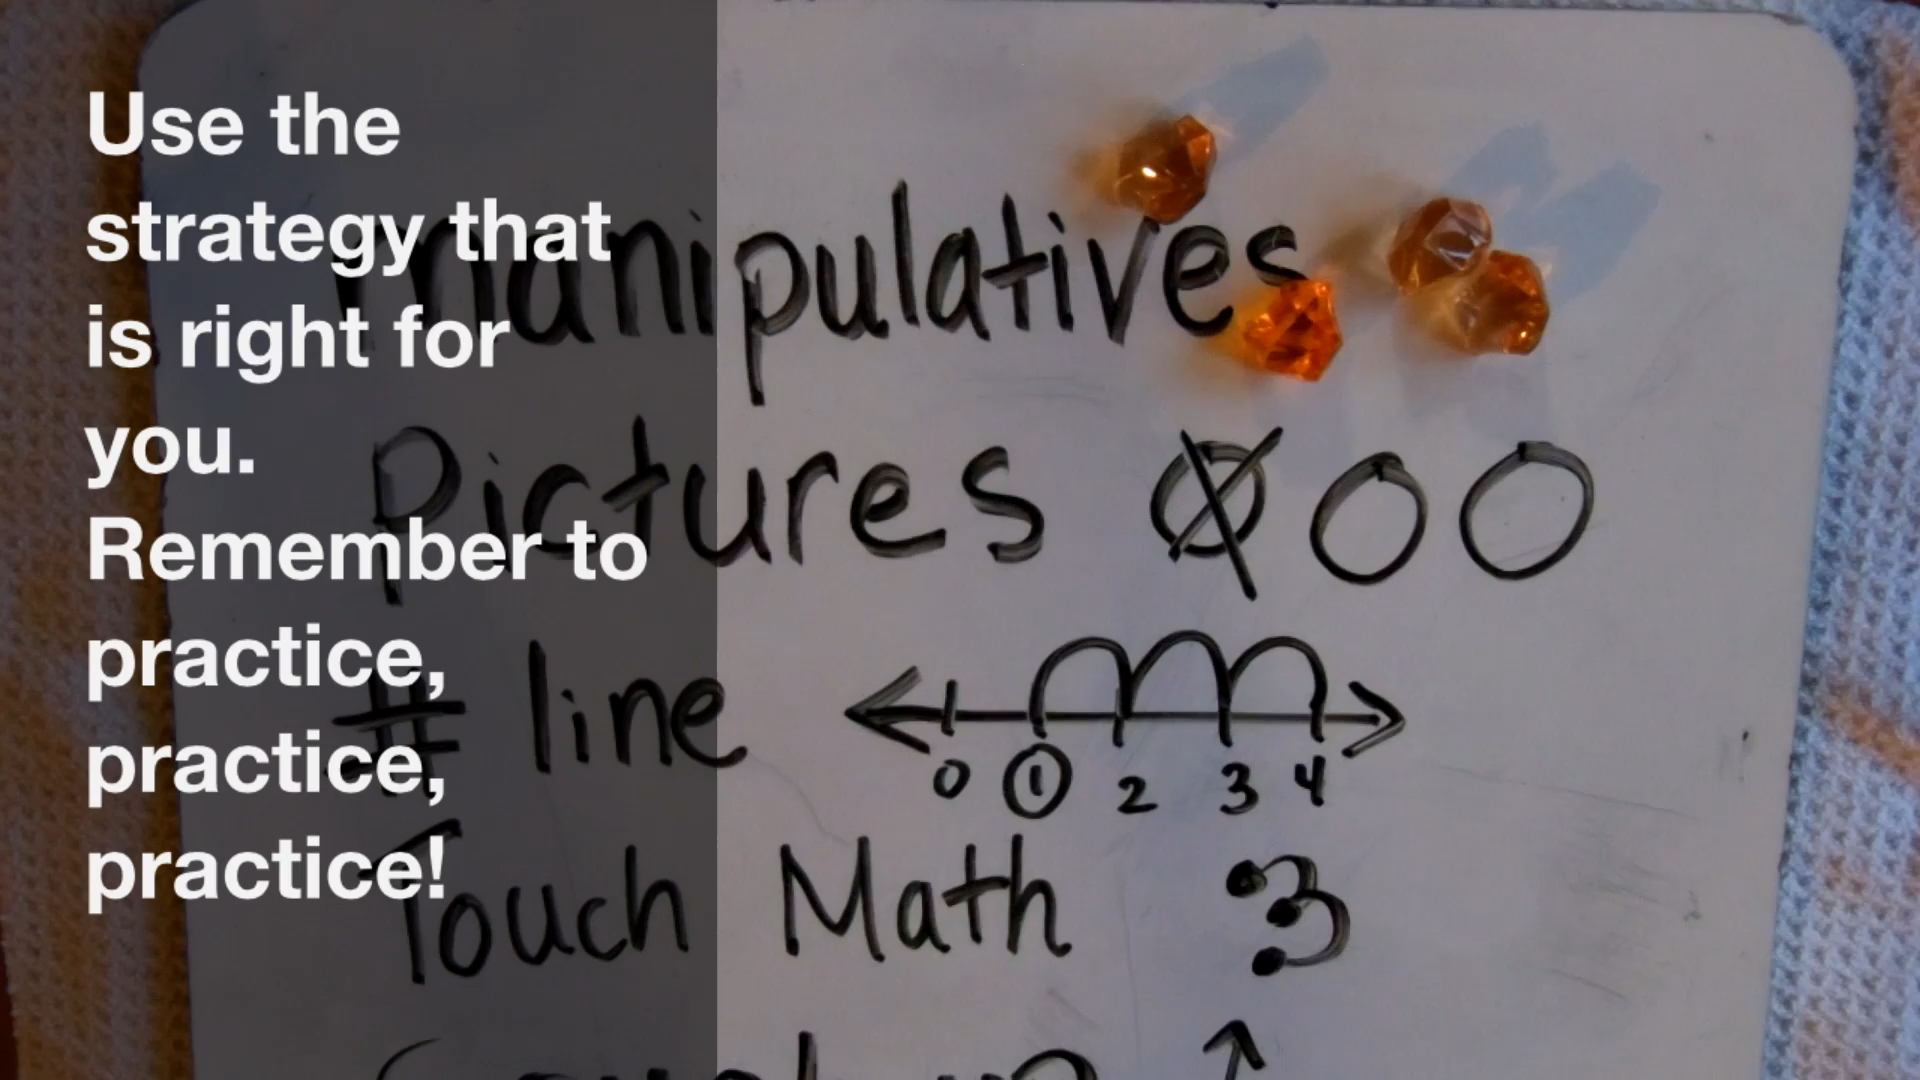 Use the
strategy that
is right for
you.
Remember to
practice,
practice,
practice!
manipulatives
Pictures
# line
0 1 2 3 4
Touch Math 3